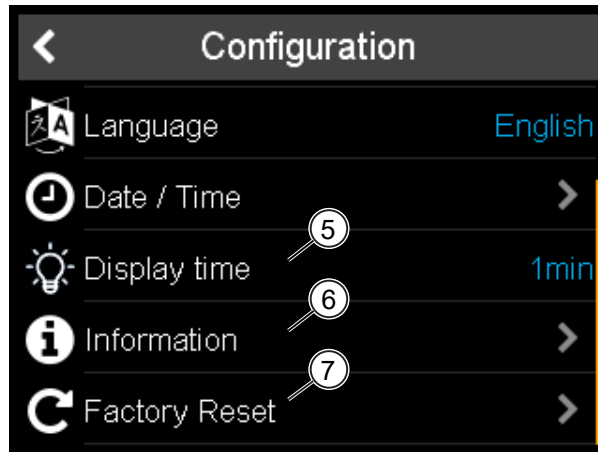 Configuration
Language English
Date / Time
5
Display time 1min
6
Information
7
Factory Reset